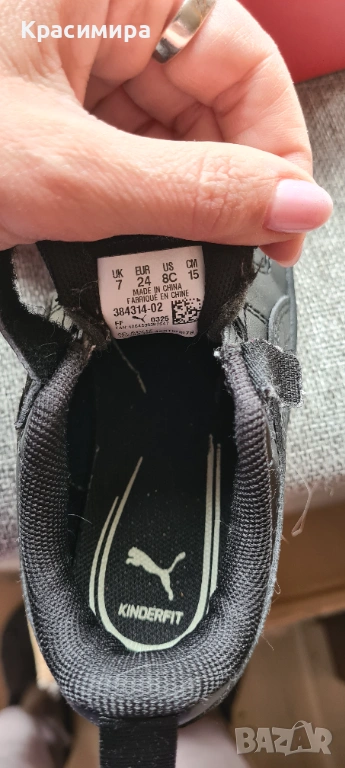 Красимира
UK EUR US CM
7 24 8C 15
MADE IN CHINA
FABRIQUÉ EN CHINE
384314-02
PUMA
KINDERFIT
BAZAR